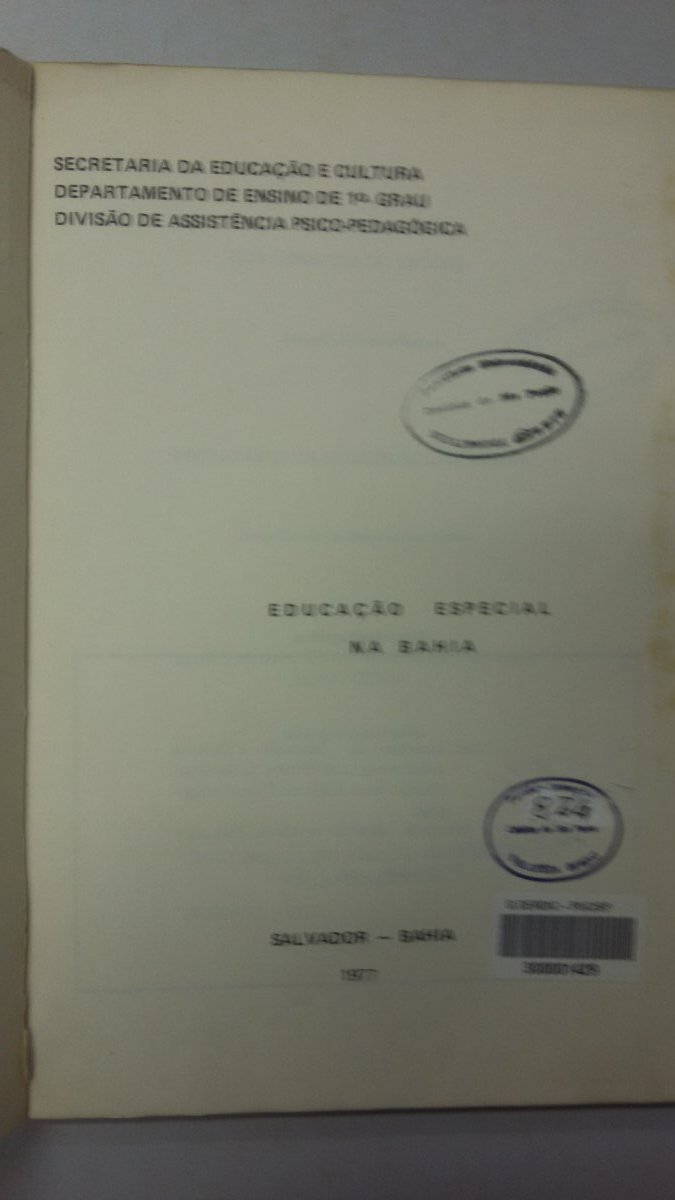 SECRETARIA DA EDUCAÇÃO E CULTURA
DEPARTAMENTO DE ENSINO DE 1º GRAU
DIVISÃO DE ASSISTÊNCIA PSICO-PEDAGÓGICA
EDUCAÇÃO ESPECIAL
NA BAHIA
824
SALVADOR — BAHIA
1977